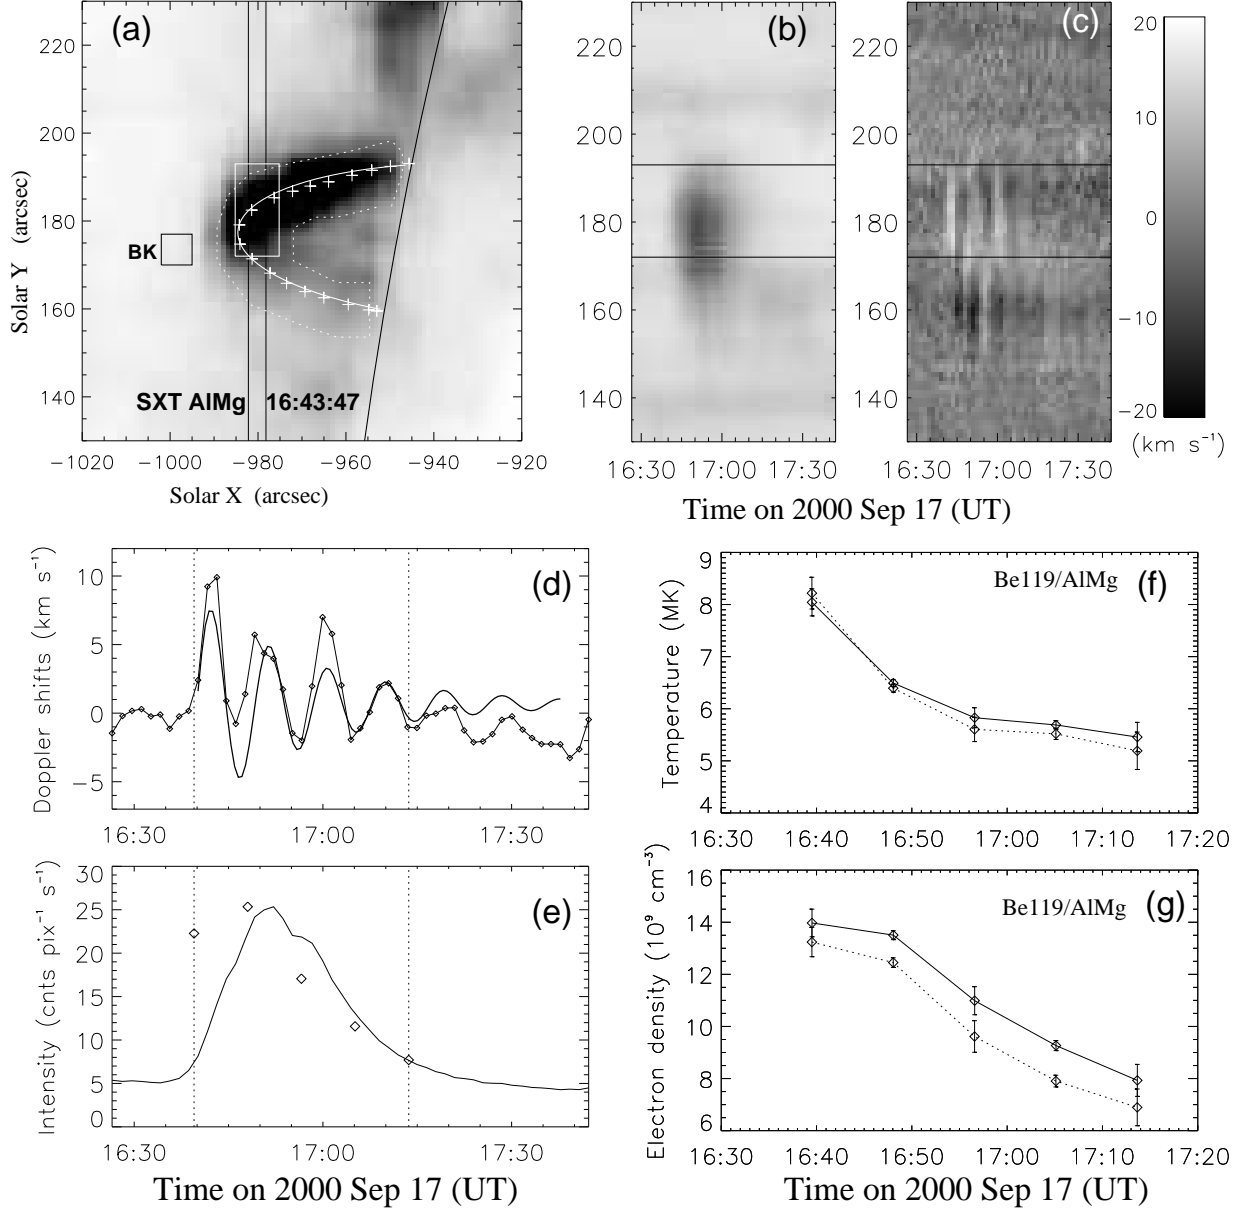 (a)
(b)
(c)
220
200
180
160
140
Solar Y (arcsec)
BK
SXT AlMg 16:43:47
−1020 −1000 −980 −960 −940 −920
Solar X (arcsec)
220
200
180
160
140
16:30 17:00 17:30
220
200
180
160
140
16:30 17:00 17:30
Time on 2000 Sep 17 (UT)
20
10
0
−10
−20
(km s⁻¹)
(d)
10
5
0
−5
Doppler shifts (km s⁻¹)
16:30 17:00 17:30
(e)
30
25
20
15
10
5
0
Intensity (cnts pix⁻¹ s⁻¹)
16:30 17:00 17:30
Time on 2000 Sep 17 (UT)
Be119/AlMg (f)
9
8
7
6
5
4
Temperature (MK)
16:30 16:40 16:50 17:00 17:10 17:20
Be119/AlMg (g)
16
14
12
10
8
6
Electron density (10⁹ cm⁻³)
16:30 16:40 16:50 17:00 17:10 17:20
Time on 2000 Sep 17 (UT)